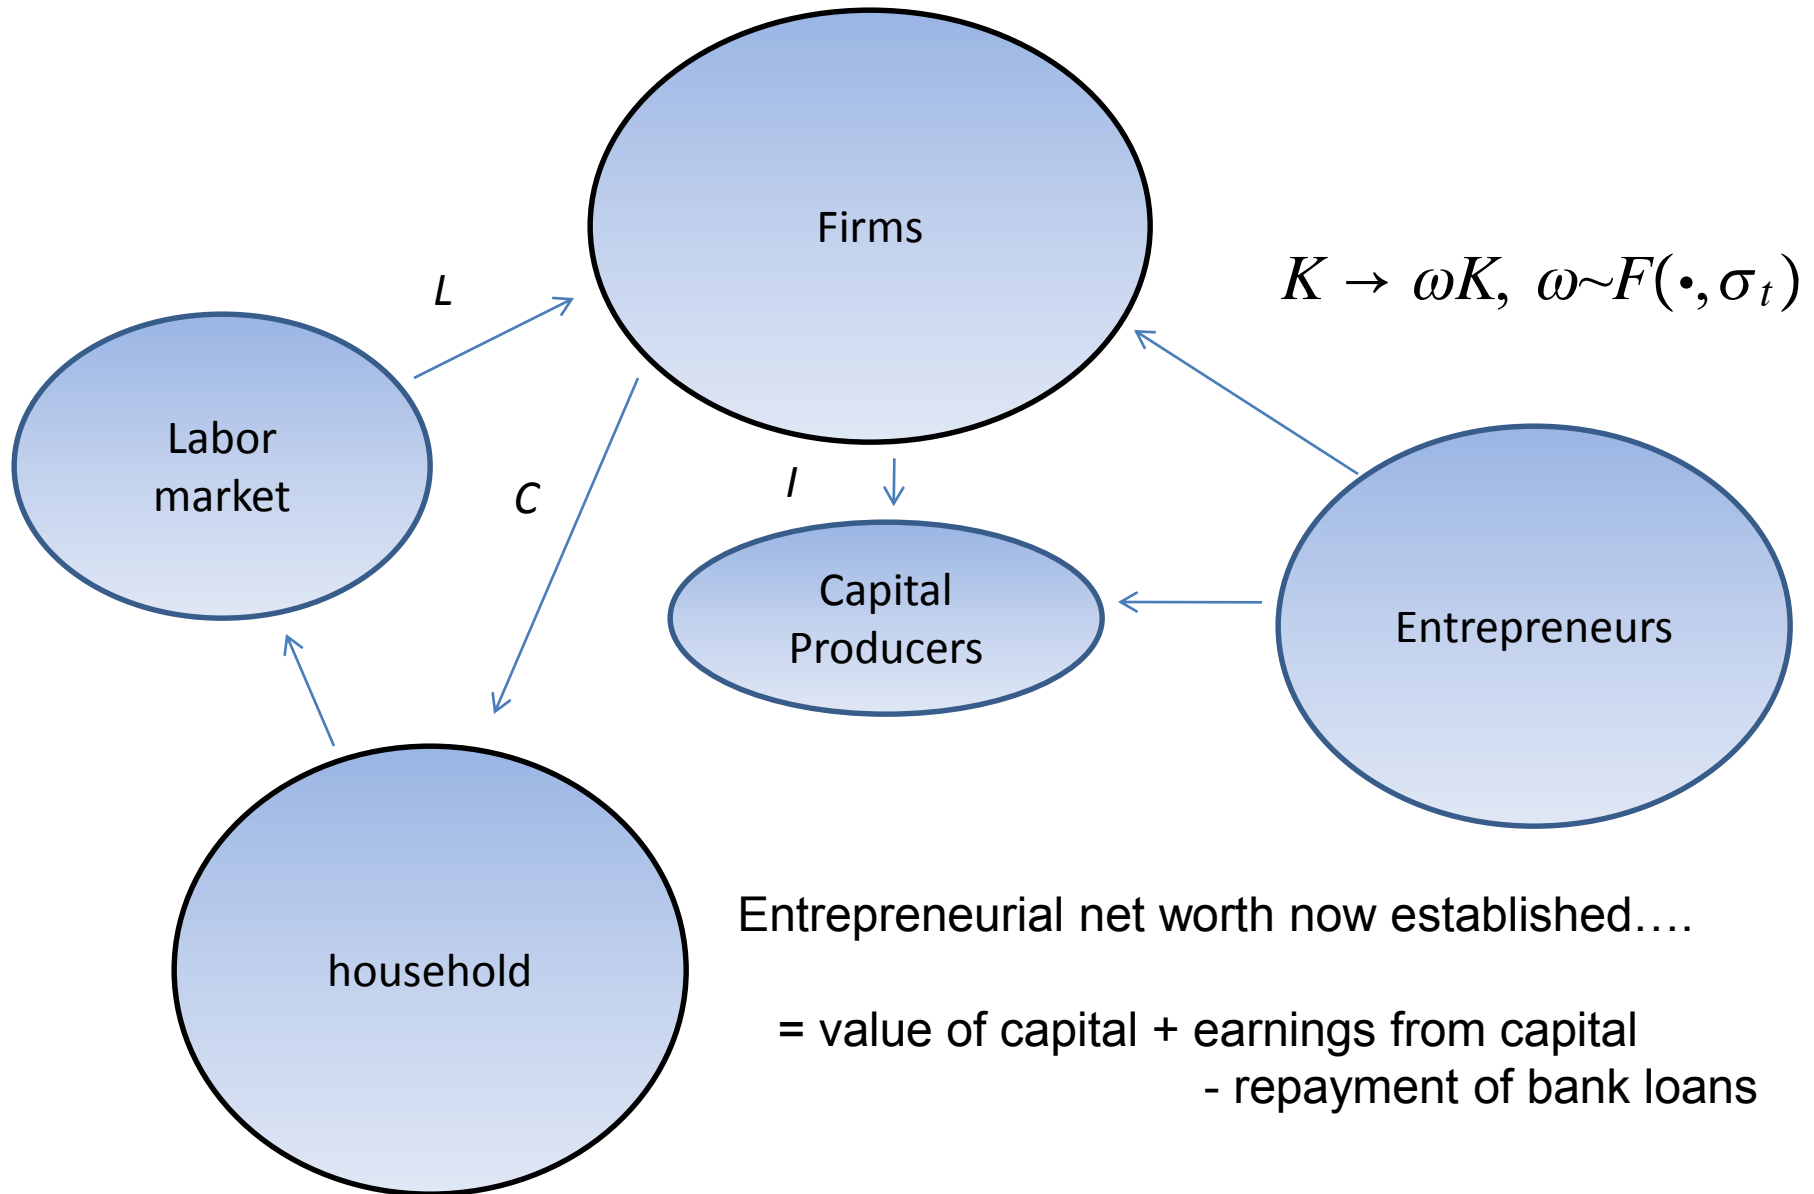 Firms
K → ωK, ω~F(•,σ_t)
L
Labor
market
C
I
Capital
Producers
Entrepreneurs
household
Entrepreneurial net worth now established….
= value of capital + earnings from capital
- repayment of bank loans